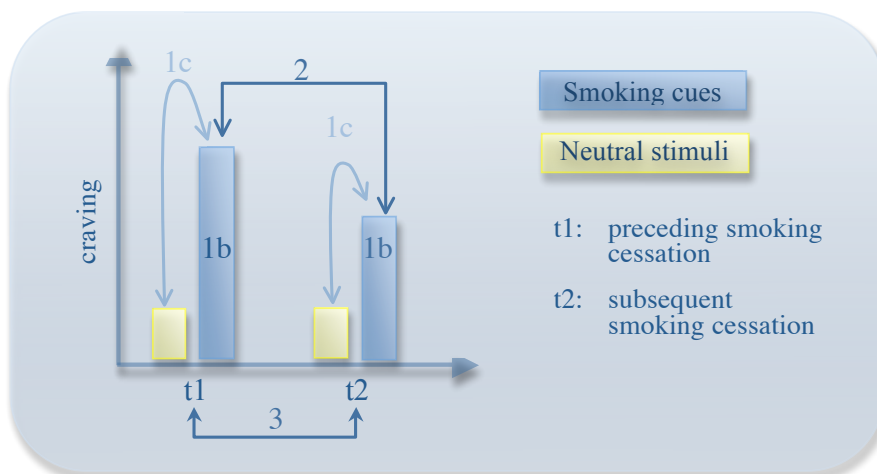 1c
2
Smoking cues
1c
Neutral stimuli
craving
1b
1b
t1: preceding smoking
cessation
t2: subsequent
smoking cessation
t1
t2
3